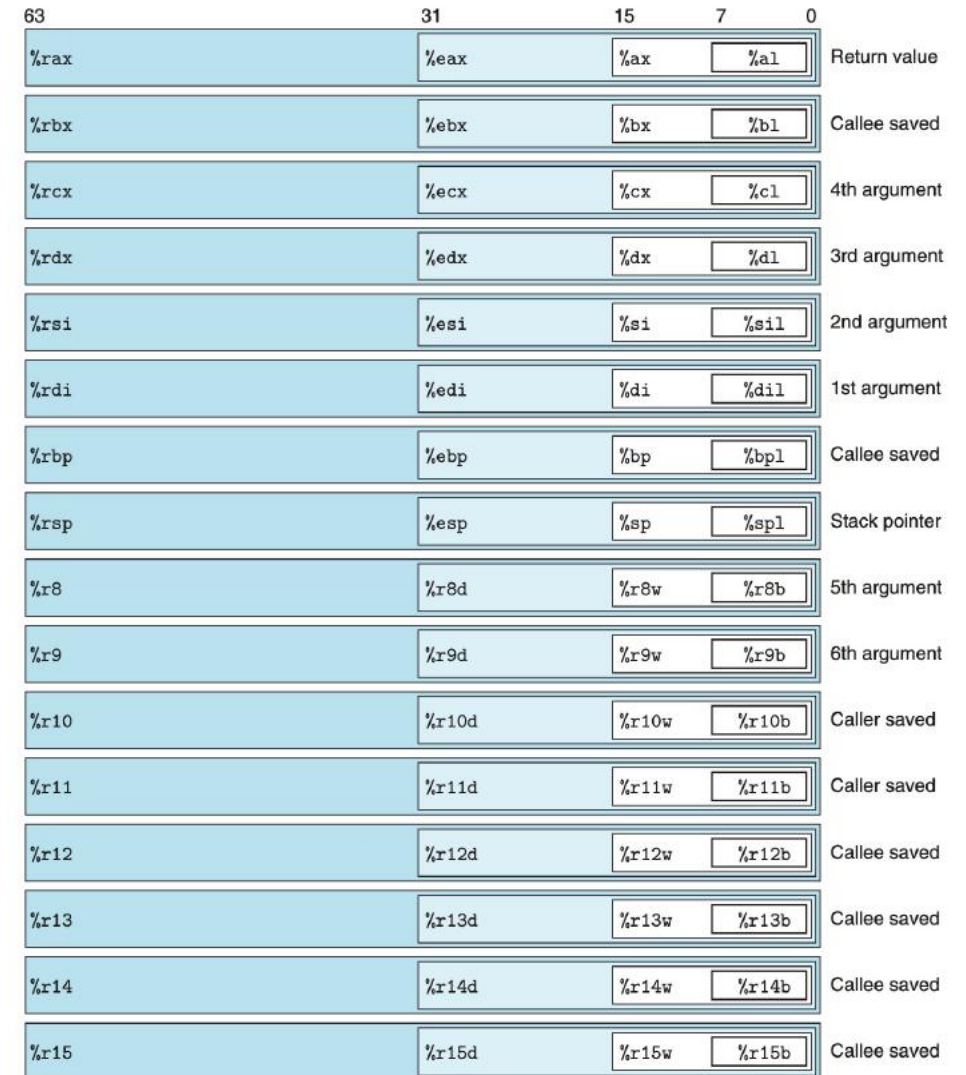 63 31 15 7 0
%rax %eax %ax %al Return value
%rbx %ebx %bx %bl Callee saved
%rcx %ecx %cx %cl 4th argument
%rdx %edx %dx %dl 3rd argument
%rsi %esi %si %sil 2nd argument
%rdi %edi %di %dil 1st argument
%rbp %ebp %bp %bpl Callee saved
%rsp %esp %sp %spl Stack pointer
%r8 %r8d %r8w %r8b 5th argument
%r9 %r9d %r9w %r9b 6th argument
%r10 %r10d %r10w %r10b Caller saved
%r11 %r11d %r11w %r11b Caller saved
%r12 %r12d %r12w %r12b Callee saved
%r13 %r13d %r13w %r13b Callee saved
%r14 %r14d %r14w %r14b Callee saved
%r15 %r15d %r15w %r15b Callee saved